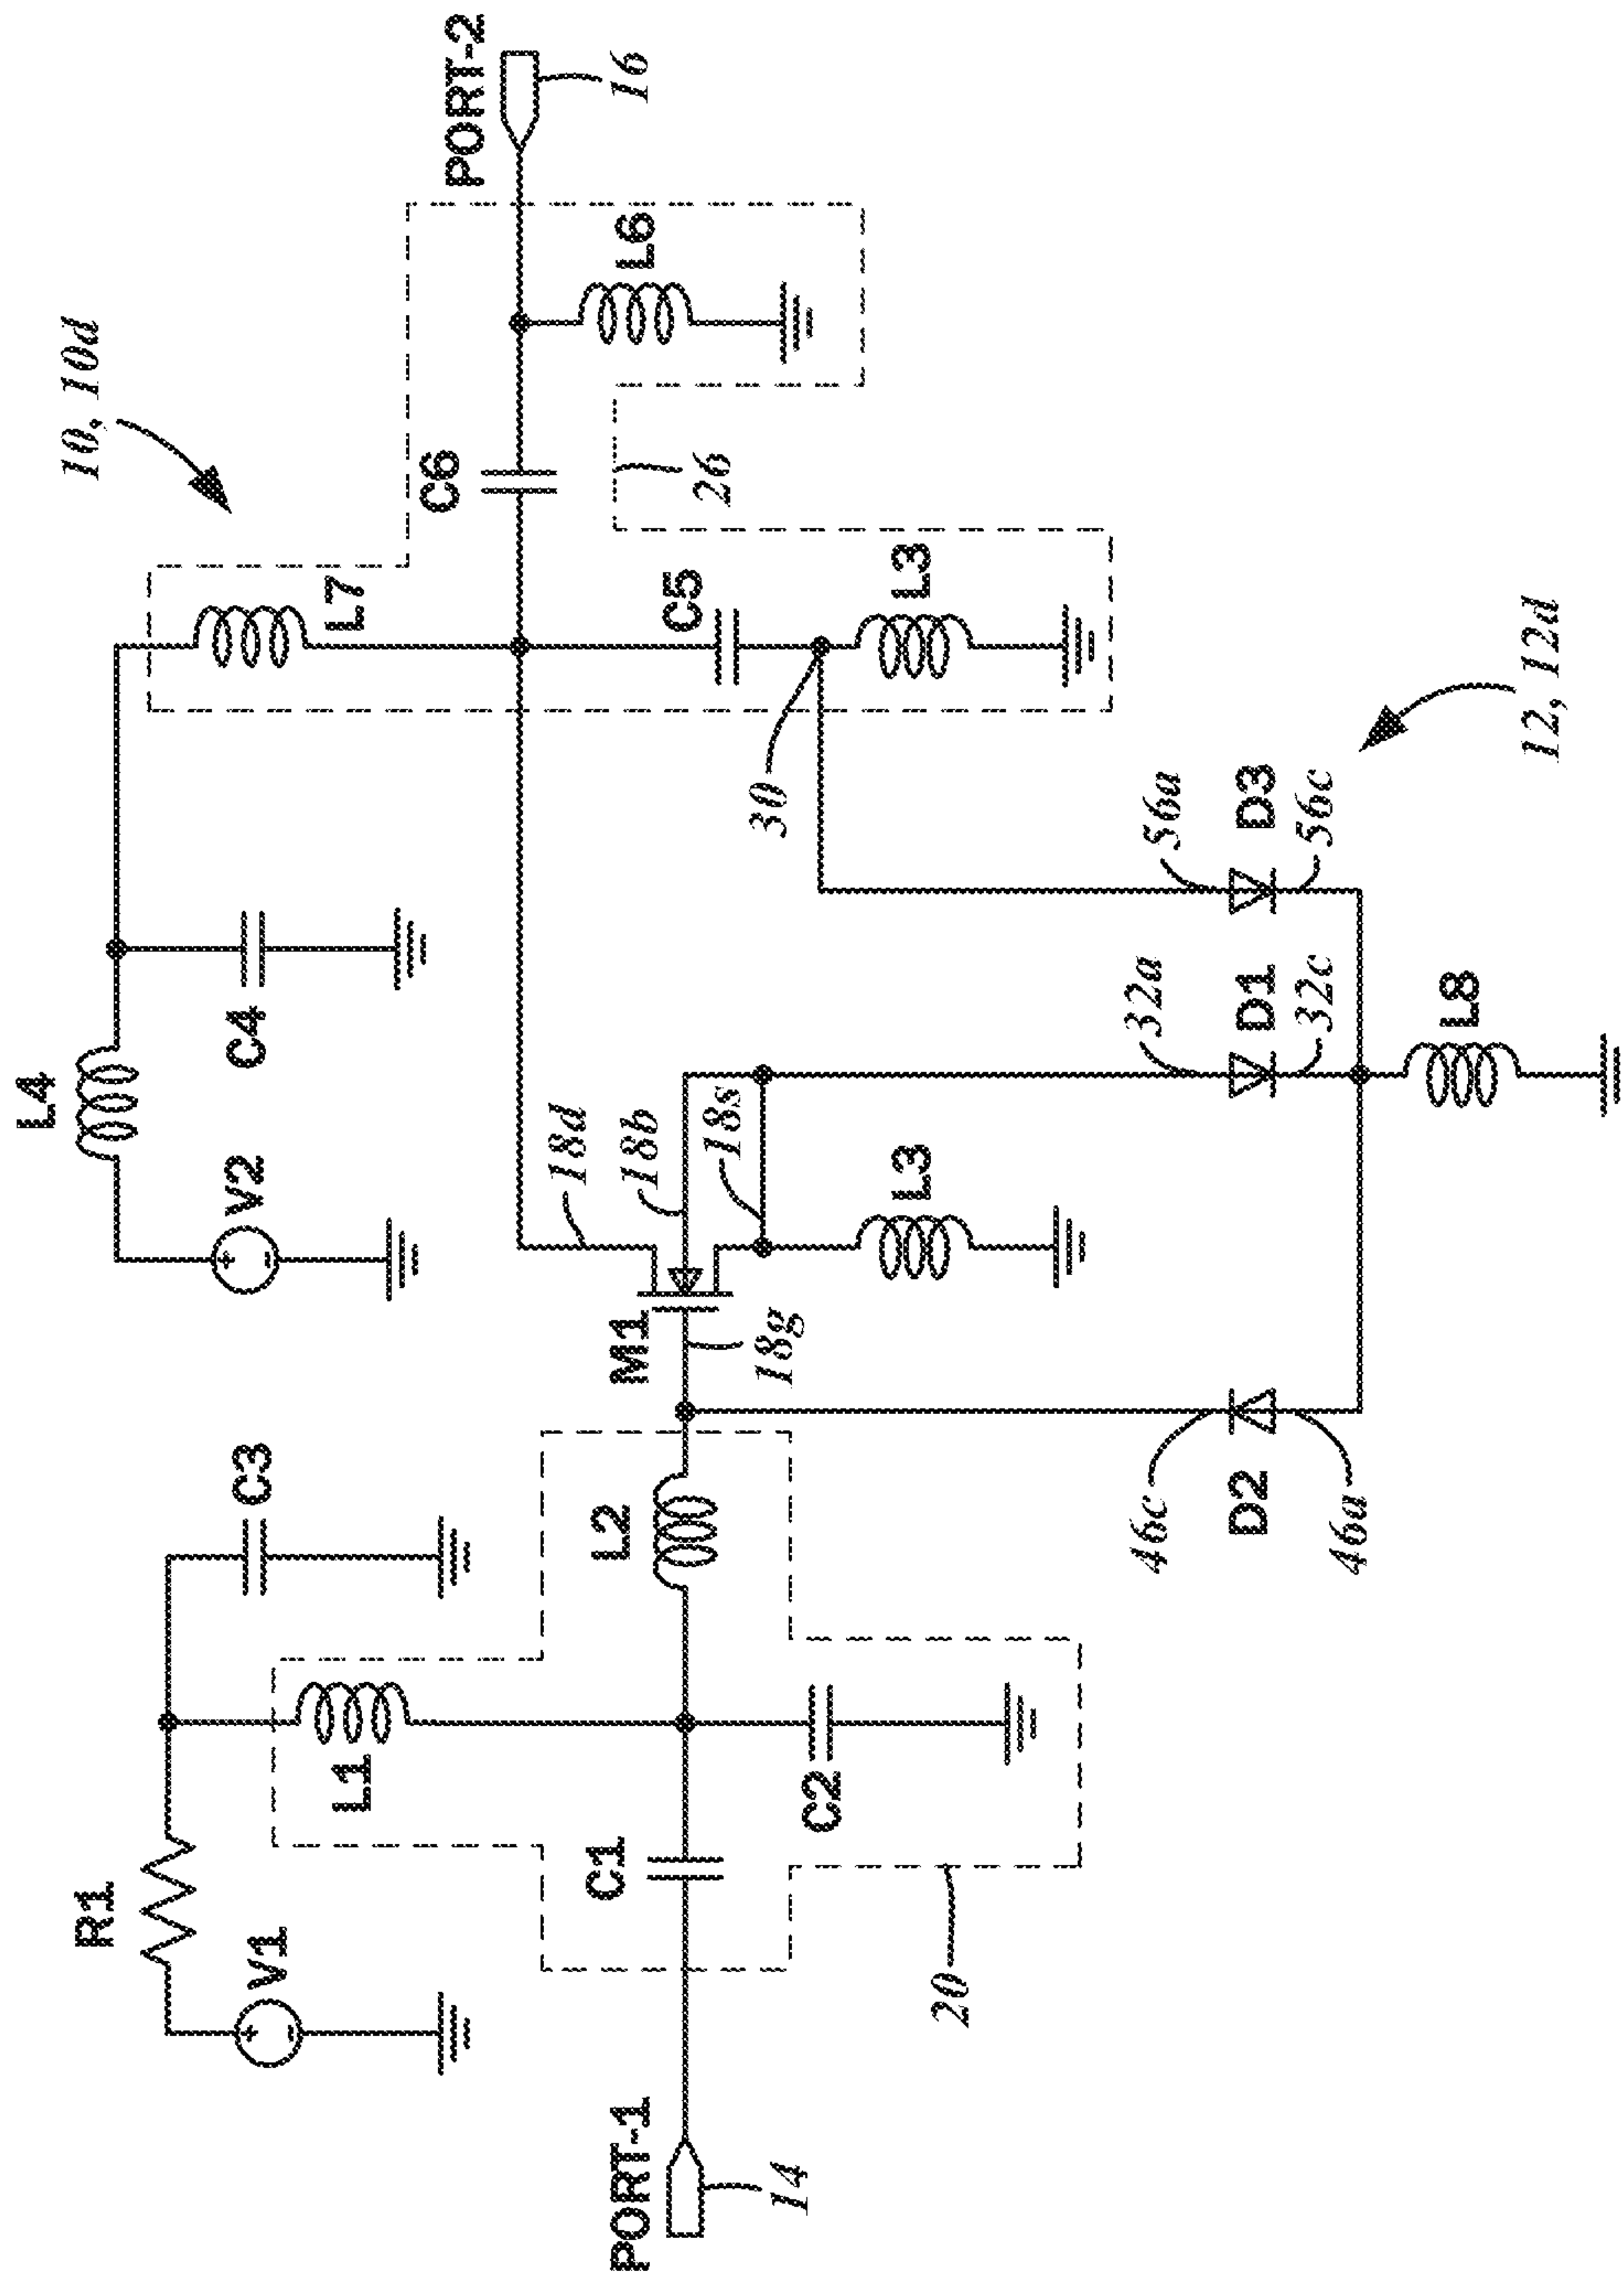 10, 10d
L4
V2
C4
L7
C6
PORT-2
16
L6
26
C5
L3
30
R1
V1
C3
L1
L2
C1
C2
20
PORT-1
14
M1
18d
18b
18s
18g
L3
46c
D2
46a
32a
D1
32c
56a
D3
56c
L8
12, 12d